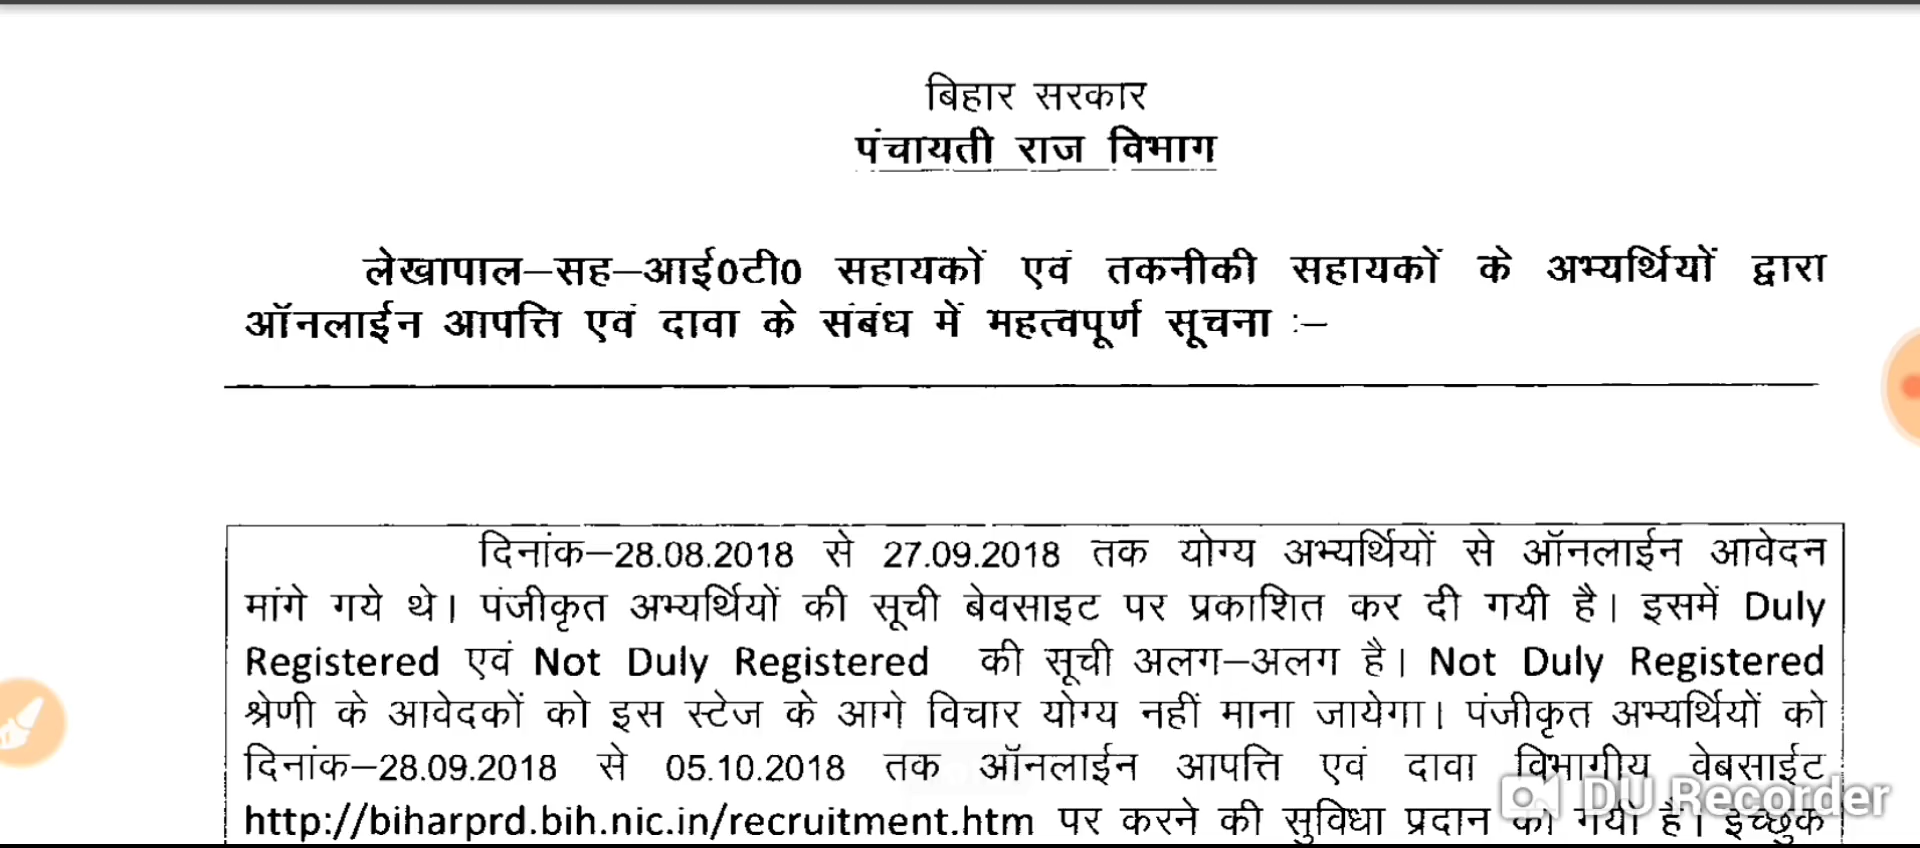 बिहार सरकार
पंचायती राज विभाग
लेखापाल–सह–आई0टी0 सहायकों एवं तकनीकी सहायकों के अभ्यर्थियों द्वारा
ऑनलाईन आपत्ति एवं दावा के संबंध में महत्वपूर्ण सूचना :–
दिनांक–28.08.2018 से 27.09.2018 तक योग्य अभ्यर्थियों से ऑनलाईन आवेदन
मांगे गये थे। पंजीकृत अभ्यर्थियों की सूची बेवसाइट पर प्रकाशित कर दी गयी है। इसमें Duly
Registered एवं Not Duly Registered की सूची अलग–अलग है। Not Duly Registered
श्रेणी के आवेदकों को इस स्टेज के आगे विचार योग्य नहीं माना जायेगा। पंजीकृत अभ्यर्थियों को
दिनांक–28.09.2018 से 05.10.2018 तक ऑनलाईन आपत्ति एवं दावा विभागीय वेबसाईट
http://biharprd.bih.nic.in/recruitment.htm पर करने की सुविधा प्रदान की गयी है। इच्छुक
DU Recorder